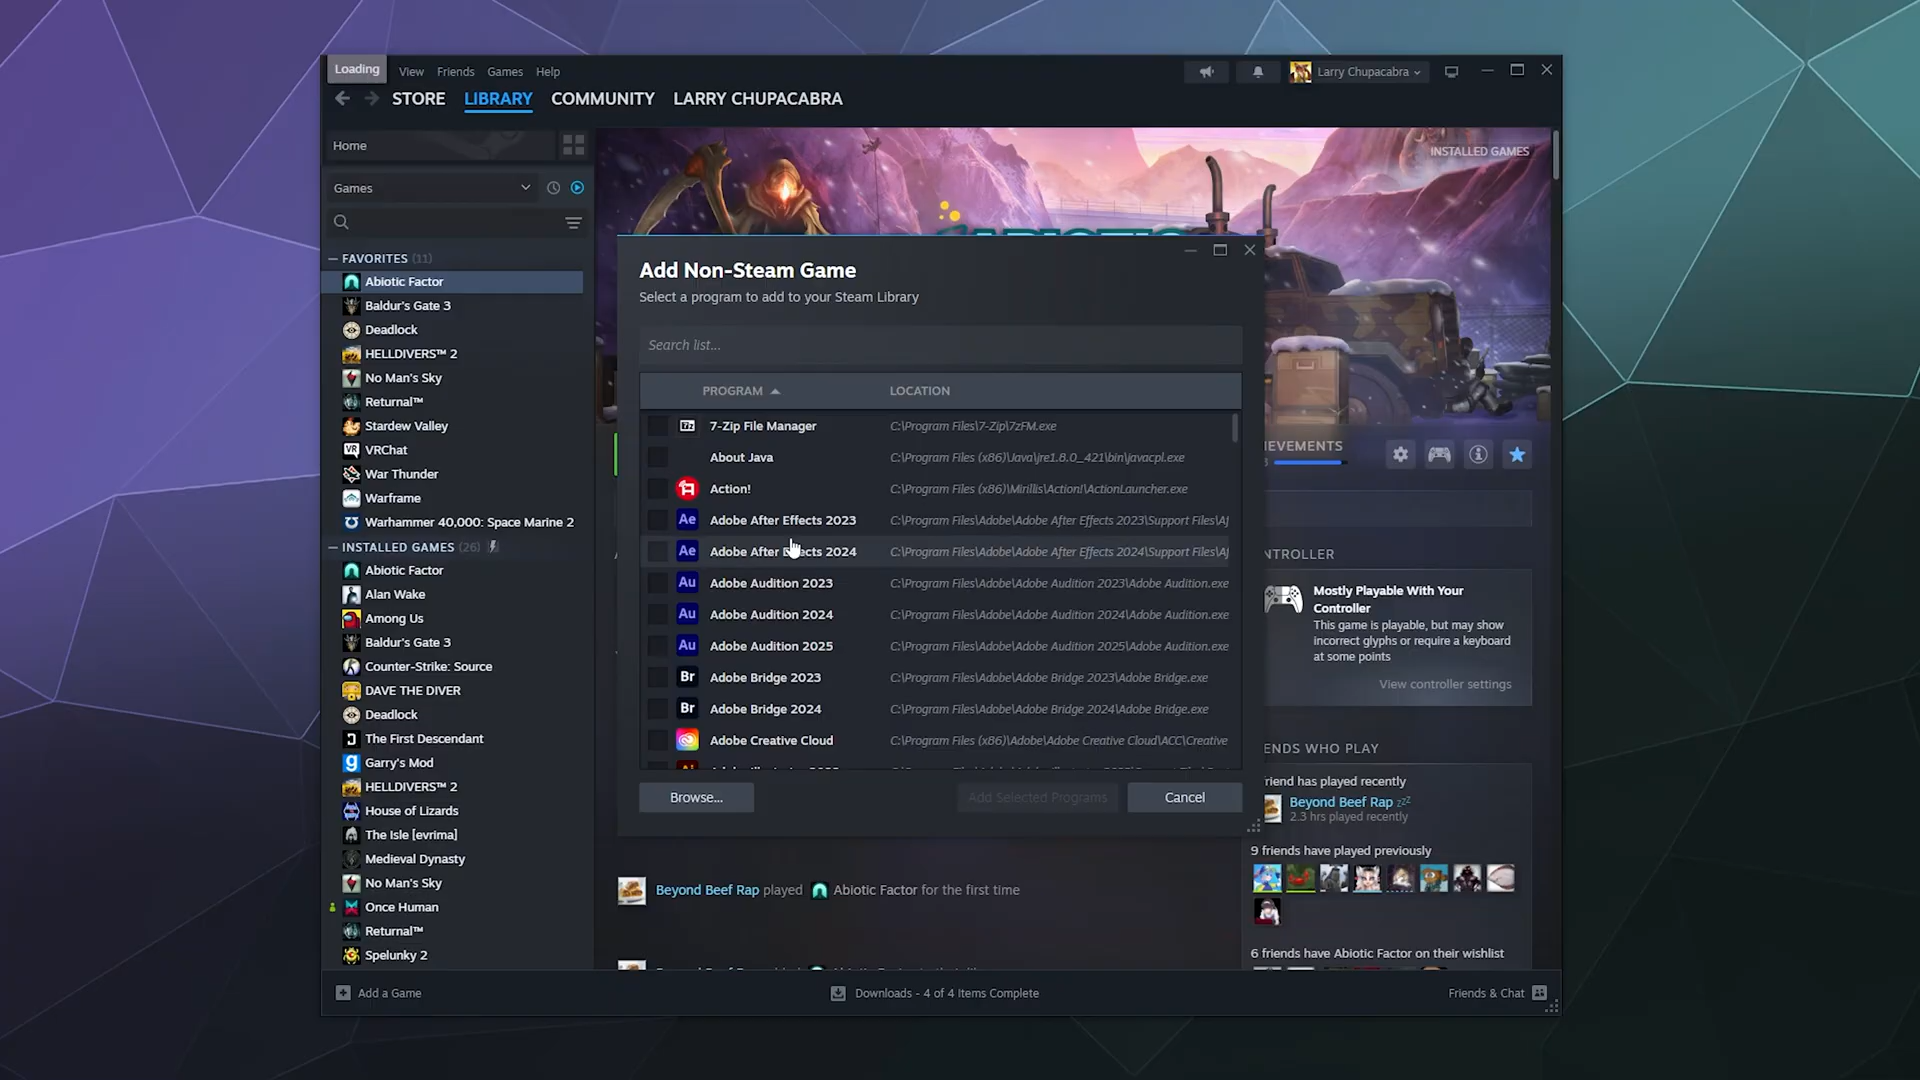 Loading View Friends Games Help
Larry Chupacabra
STORE LIBRARY COMMUNITY LARRY CHUPACABRA
Home
Games
FAVORITES (11)
Abiotic Factor
Baldur's Gate 3
Deadlock
HELLDIVERS™ 2
No Man's Sky
Returnal™
Stardew Valley
VRChat
War Thunder
Warframe
Warhammer 40,000: Space Marine 2
INSTALLED GAMES (26)
Abiotic Factor
Alan Wake
Among Us
Baldur's Gate 3
Counter-Strike: Source
DAVE THE DIVER
Deadlock
The First Descendant
Garry's Mod
HELLDIVERS™ 2
House of Lizards
The Isle [evrima]
Medieval Dynasty
No Man's Sky
Once Human
Returnal™
Spelunky 2
INSTALLED GAMES
Add Non-Steam Game
Select a program to add to your Steam Library
Search list...
PROGRAM LOCATION
7-Zip File Manager C:\Program Files\7-Zip\7zFM.exe
About Java C:\Program Files (x86)\Java\jre1.8.0_421\bin\javacpl.exe
Action! C:\Program Files (x86)\Mirillis\Action!\ActionLauncher.exe
Ae Adobe After Effects 2023 C:\Program Files\Adobe\Adobe After Effects 2023\Support Files\Af
Ae Adobe After Effects 2024 C:\Program Files\Adobe\Adobe After Effects 2024\Support Files\Af
Au Adobe Audition 2023 C:\Program Files\Adobe\Adobe Audition 2023\Adobe Audition.exe
Au Adobe Audition 2024 C:\Program Files\Adobe\Adobe Audition 2024\Adobe Audition.exe
Au Adobe Audition 2025 C:\Program Files\Adobe\Adobe Audition 2025\Adobe Audition.exe
Br Adobe Bridge 2023 C:\Program Files\Adobe\Adobe Bridge 2023\Adobe Bridge.exe
Br Adobe Bridge 2024 C:\Program Files\Adobe\Adobe Bridge 2024\Adobe Bridge.exe
Adobe Creative Cloud C:\Program Files (x86)\Adobe\Adobe Creative Cloud\ACC\Creative
Browse... Add Selected Programs Cancel
IEVEMENTS
NTROLLER
Mostly Playable With Your
Controller
This game is playable, but may show
incorrect glyphs or require a keyboard
at some points
View controller settings
ENDS WHO PLAY
friend has played recently
Beyond Beef Rap zzZ
2.3 hrs played recently
9 friends have played previously
6 friends have Abiotic Factor on their wishlist
Beyond Beef Rap played Abiotic Factor for the first time
Add a Game
Downloads - 4 of 4 Items Complete
Friends & Chat